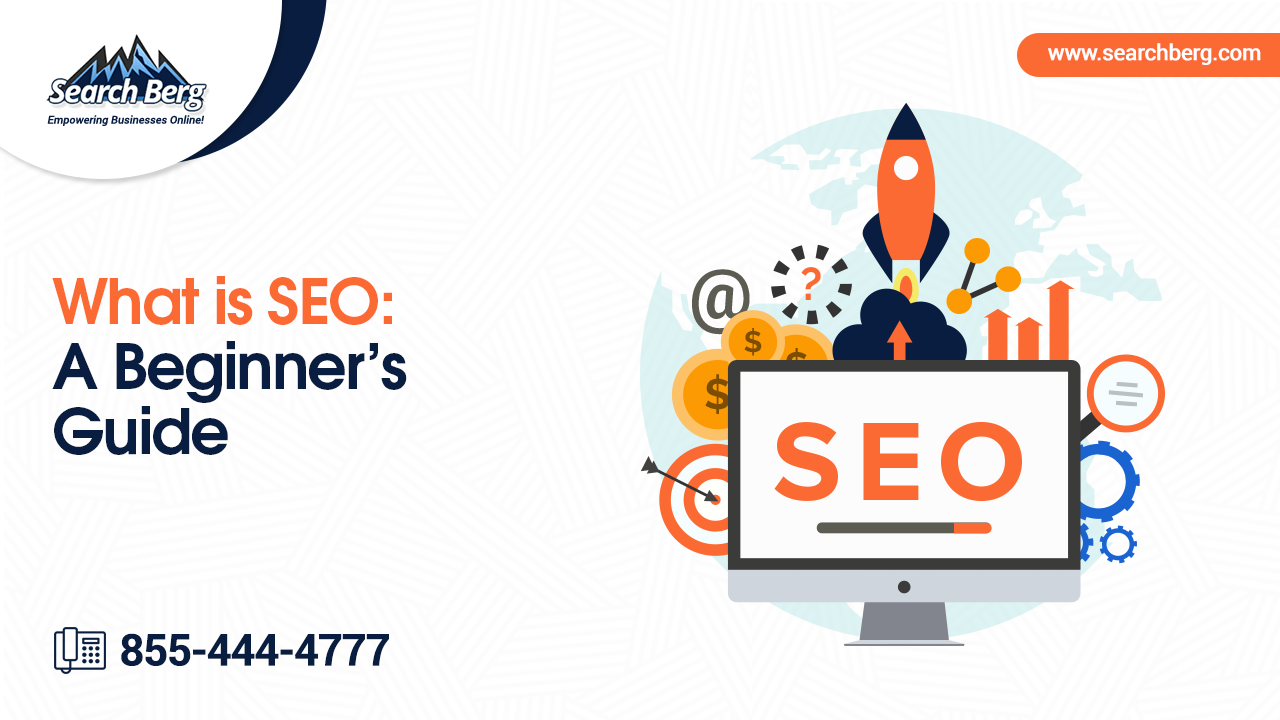 Search Berg
Empowering Businesses Online!
www.searchberg.com
What is SEO:
A Beginner's
Guide
@
?
$
$
$
SEO
855-444-4777